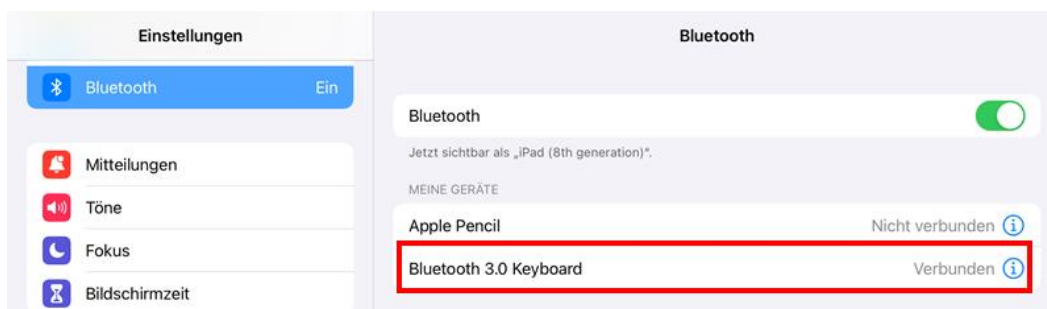 Einstellungen
Bluetooth Ein
Mitteilungen
Töne
Fokus
Bildschirmzeit
Bluetooth
Bluetooth
Jetzt sichtbar als „iPad (8th generation)“.
MEINE GERÄTE
Apple Pencil Nicht verbunden
Bluetooth 3.0 Keyboard Verbunden